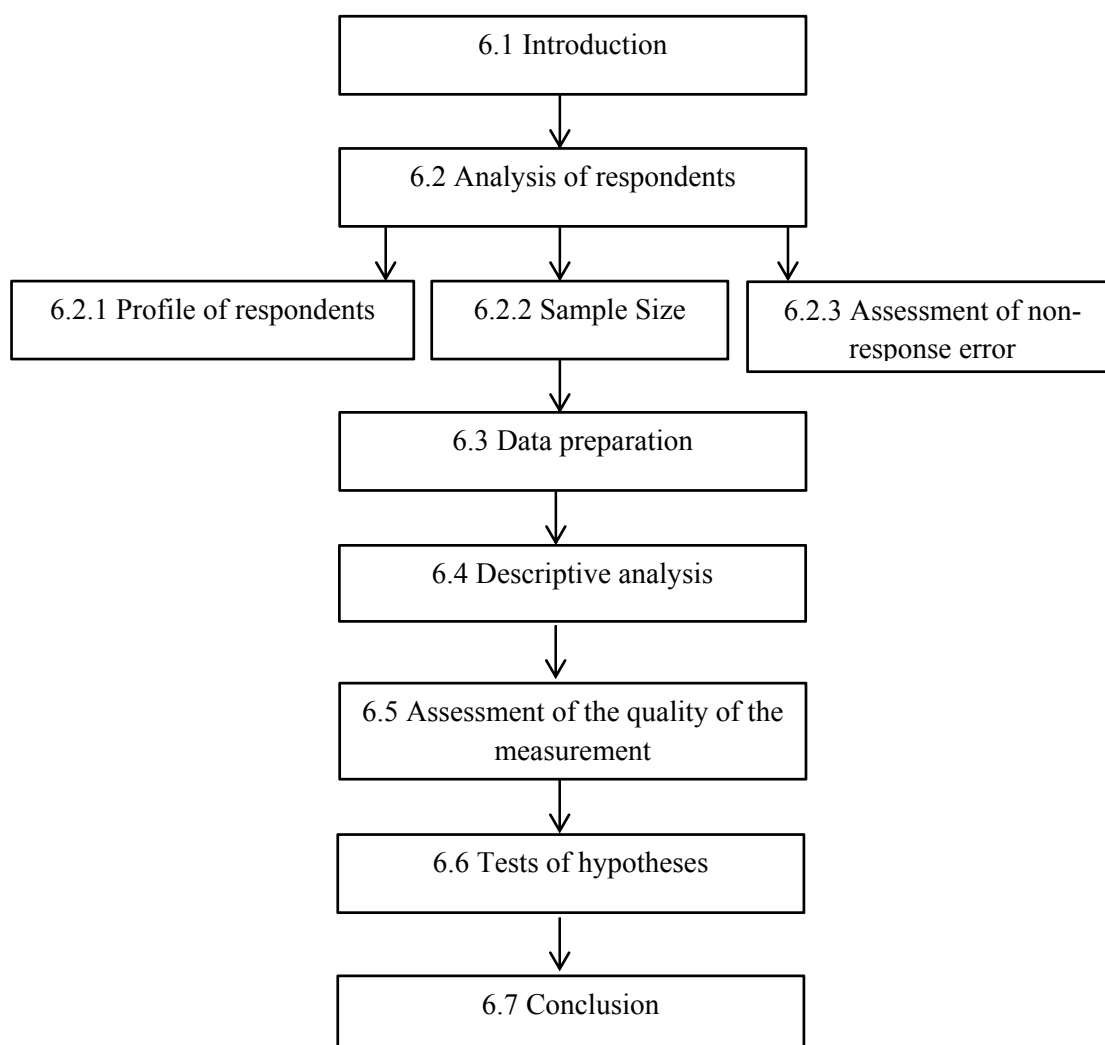 6.1 Introduction
6.2 Analysis of respondents
6.2.1 Profile of respondents
6.2.2 Sample Size
6.2.3 Assessment of non-
response error
6.3 Data preparation
6.4 Descriptive analysis
6.5 Assessment of the quality of the
measurement
6.6 Tests of hypotheses
6.7 Conclusion